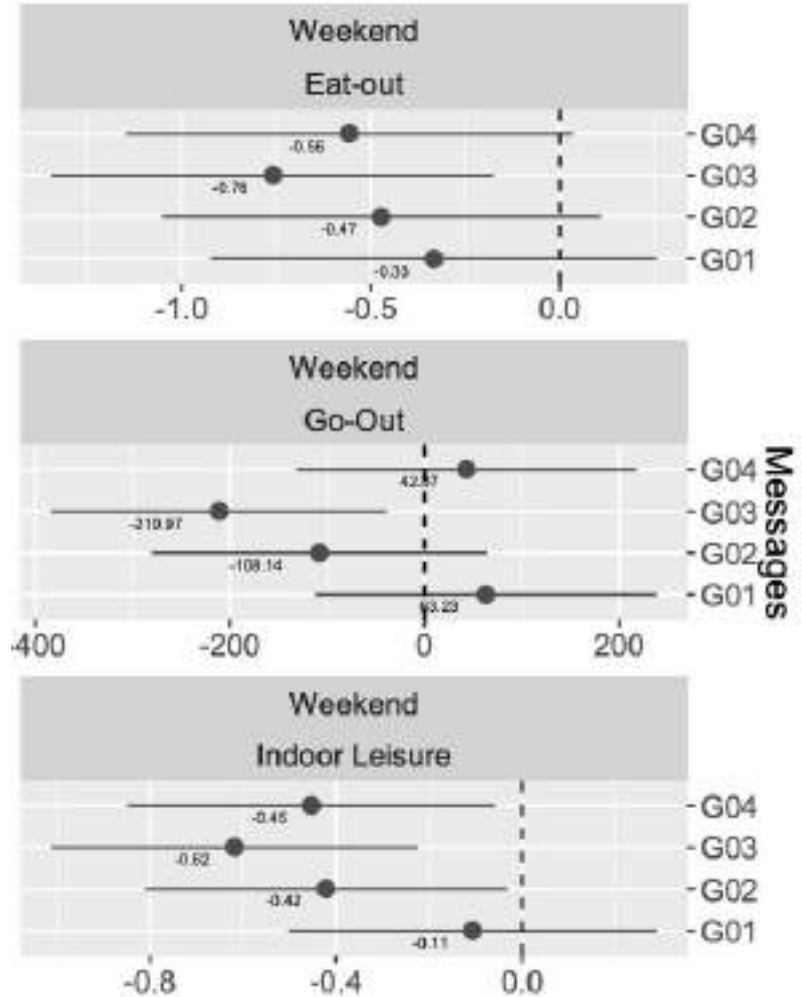 Weekend
Eat-out
-0.56 G04
-0.76 G03
-0.47 G02
-0.33 G01
-1.0 -0.5 0.0
Weekend
Go-Out
G04
-210.97 G03
-108.14 G02
63.23 G01
-400 -200 0 200
Messages
Weekend
Indoor Leisure
-0.45 G04
-0.62 G03
-0.42 G02
-0.11 G01
-0.8 -0.4 0.0